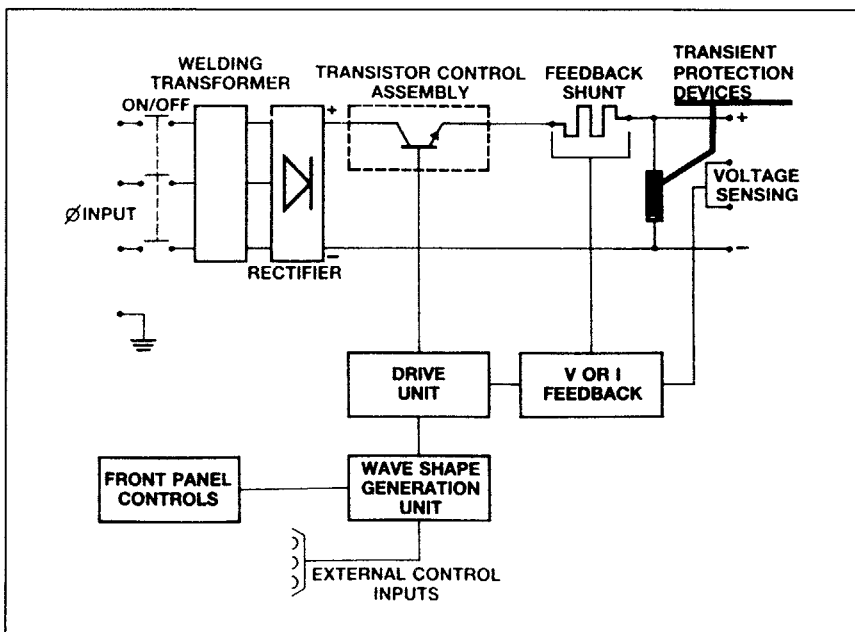 WELDING
TRANSFORMER
ON/OFF
TRANSISTOR CONTROL
ASSEMBLY
FEEDBACK
SHUNT
TRANSIENT
PROTECTION
DEVICES
+
+
VOLTAGE
SENSING
ØINPUT
RECTIFIER
−
−
DRIVE
UNIT
V OR I
FEEDBACK
FRONT PANEL
CONTROLS
WAVE SHAPE
GENERATION
UNIT
EXTERNAL CONTROL
INPUTS